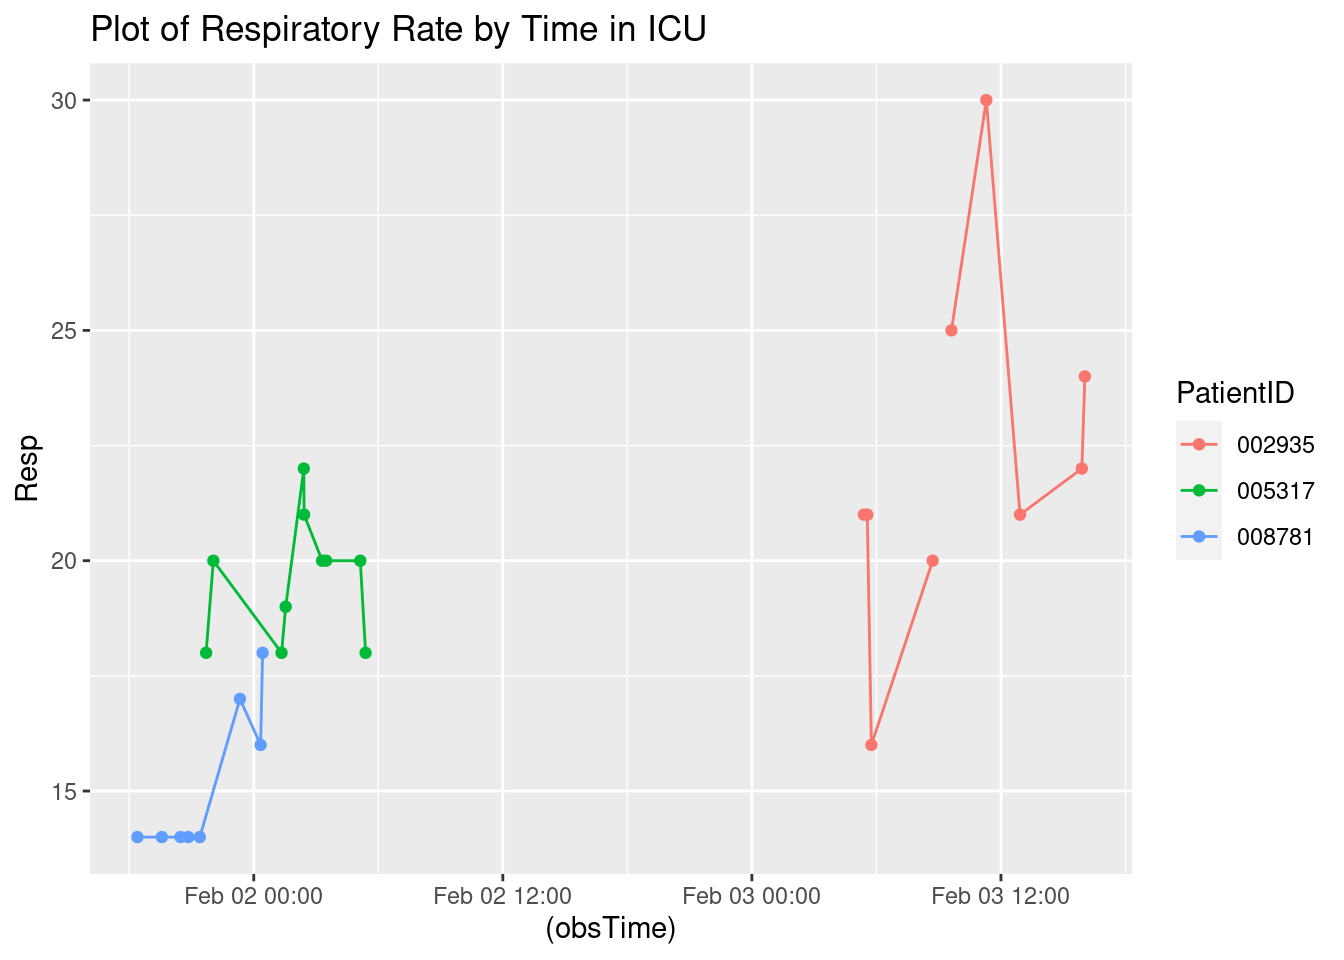 Plot of Respiratory Rate by Time in ICU
30
25
20
15
Resp
Feb 02 00:00
Feb 02 12:00
Feb 03 00:00
Feb 03 12:00
(obsTime)
PatientID
002935
005317
008781